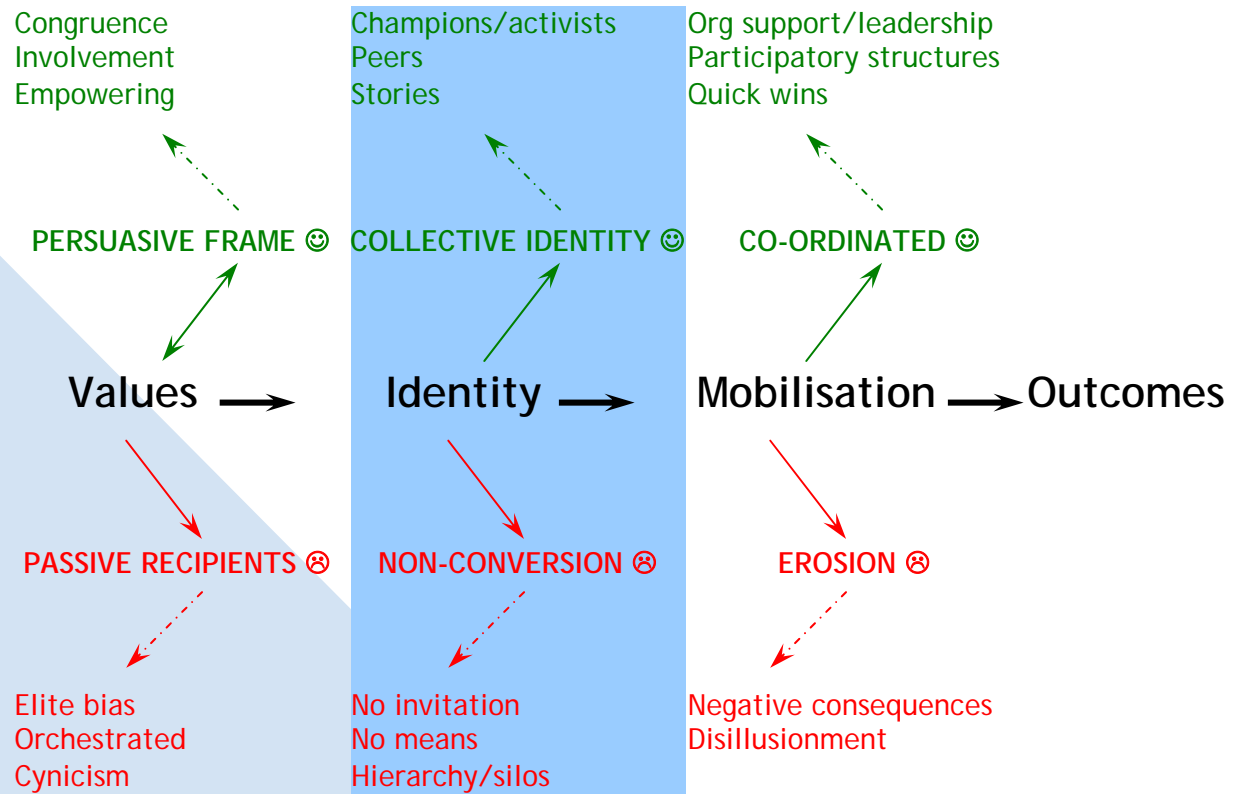 Congruence
Involvement
Empowering
Champions/activists
Peers
Stories
Org support/leadership
Participatory structures
Quick wins
PERSUASIVE FRAME ☺
COLLECTIVE IDENTITY ☺
CO-ORDINATED ☺
Values
Identity
Mobilisation
Outcomes
PASSIVE RECIPIENTS ☹
NON-CONVERSION ☹
EROSION ☹
Elite bias
Orchestrated
Cynicism
No invitation
No means
Hierarchy/silos
Negative consequences
Disillusionment